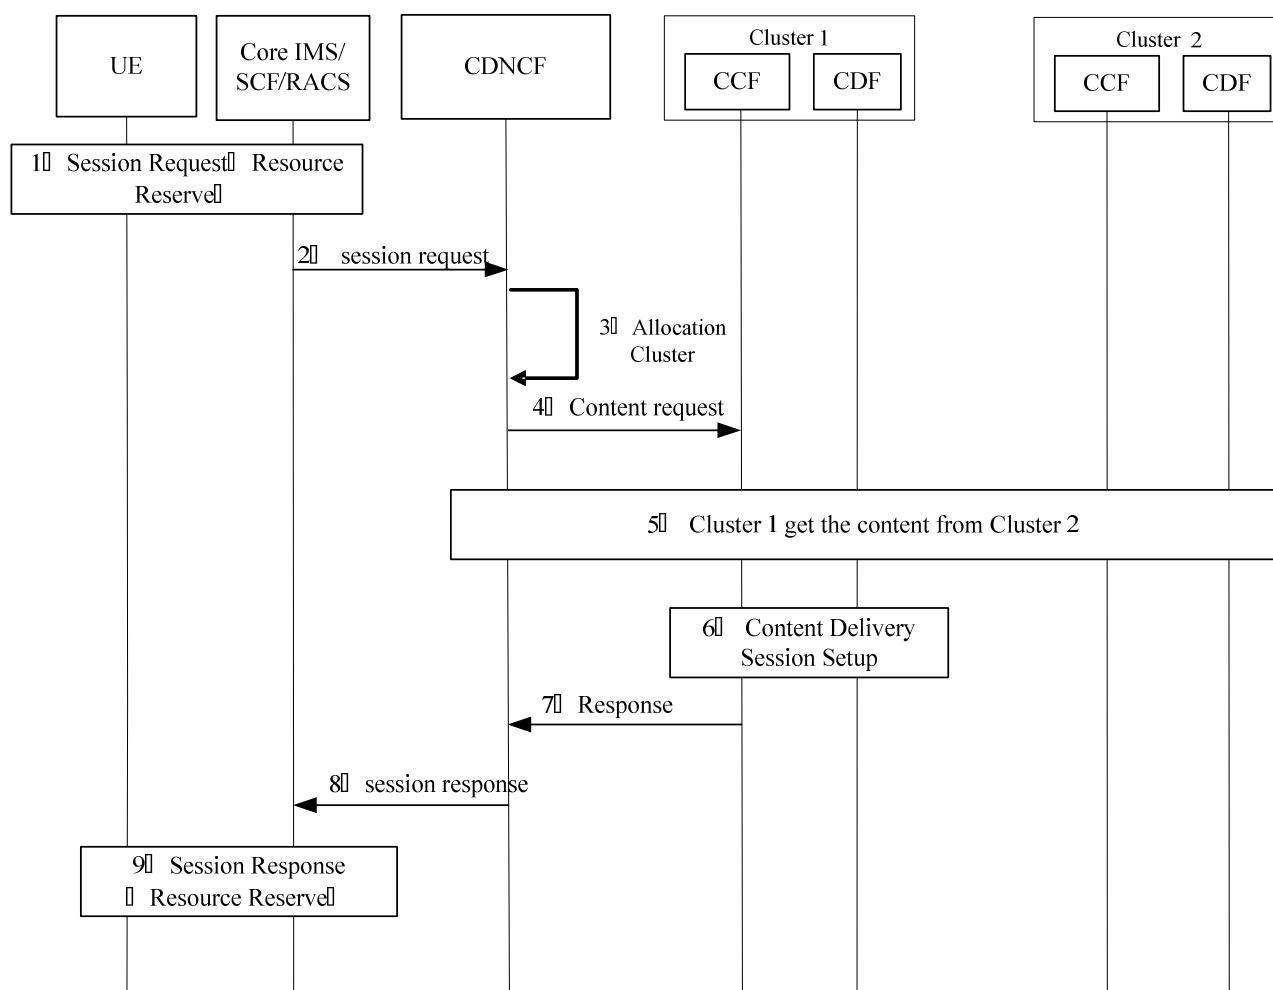 UE
Core IMS/
SCF/RACS
CDNCF
Cluster 1
CCF
CDF
Cluster 2
CCF
CDF
1 Session Request Resource
Reserve
2 session request
3 Allocation
Cluster
4 Content request
5 Cluster 1 get the content from Cluster 2
6 Content Delivery
Session Setup
7 Response
8 session response
9 Session Response
Resource Reserve